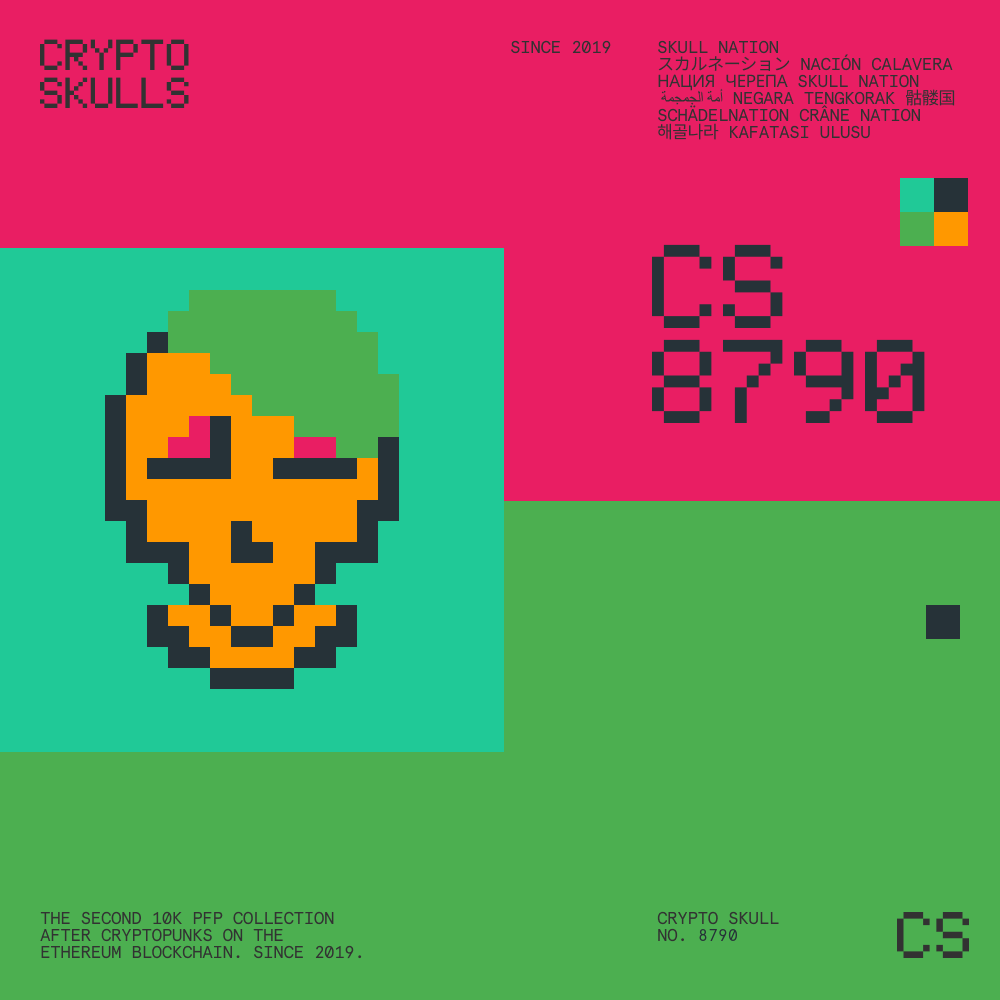 CRYPTO
SKULLS
SINCE 2019
SKULL NATION
スカルネーション NACIÓN CALAVERA
НАЦИЯ ЧЕРЕПА SKULL NATION
أمة الجمجمة NEGARA TENGKORAK 骷髅国
SCHÄDELNATION CRÂNE NATION
해골나라 KAFATASI ULUSU
CS
8790
THE SECOND 10K PFP COLLECTION
AFTER CRYPTOPUNKS ON THE
ETHEREUM BLOCKCHAIN. SINCE 2019.
CRYPTO SKULL
NO. 8790
CS